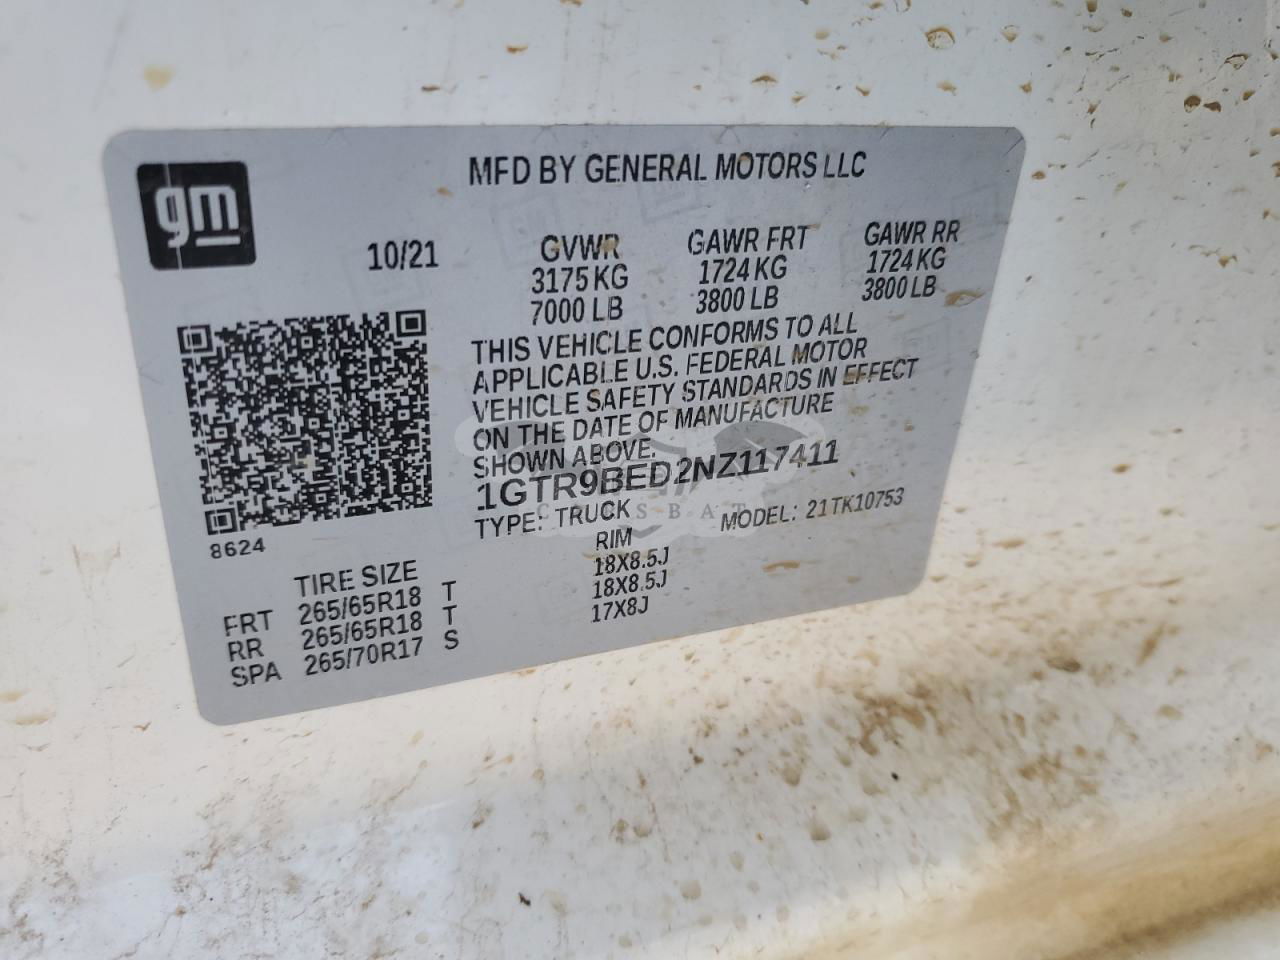 gm
MFD BY GENERAL MOTORS LLC
10/21
GVWR GAWR FRT GAWR RR
3175 KG 1724 KG 1724 KG
7000 LB 3800 LB 3800 LB
THIS VEHICLE CONFORMS TO ALL
APPLICABLE U.S. FEDERAL MOTOR
VEHICLE SAFETY STANDARDS IN EFFECT
ON THE DATE OF MANUFACTURE
SHOWN ABOVE.
1GTR9BED2NZ117411
TYPE: TRUCK MODEL: 21TK10753
8624
TIRE SIZE RIM
FRT 265/65R18 T 18X8.5J
RR 265/65R18 T 18X8.5J
SPA 265/70R17 S 17X8J